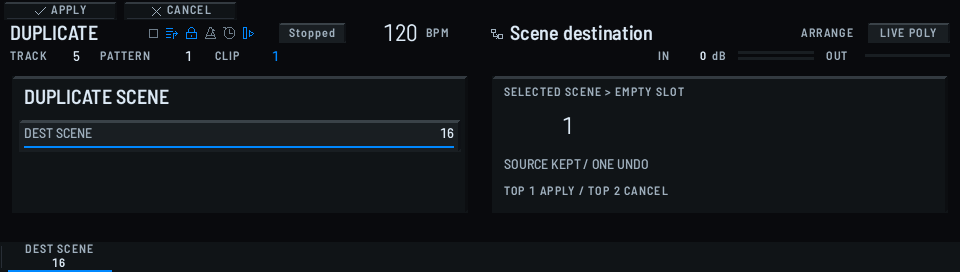 APPLY CANCEL
DUPLICATE Stopped 120 BPM Scene destination ARRANGE LIVE POLY
TRACK 5 PATTERN 1 CLIP 1 IN 0 dB OUT
DUPLICATE SCENE
DEST SCENE 16
SELECTED SCENE > EMPTY SLOT
1
SOURCE KEPT / ONE UNDO
TOP 1 APPLY / TOP 2 CANCEL
DEST SCENE
16